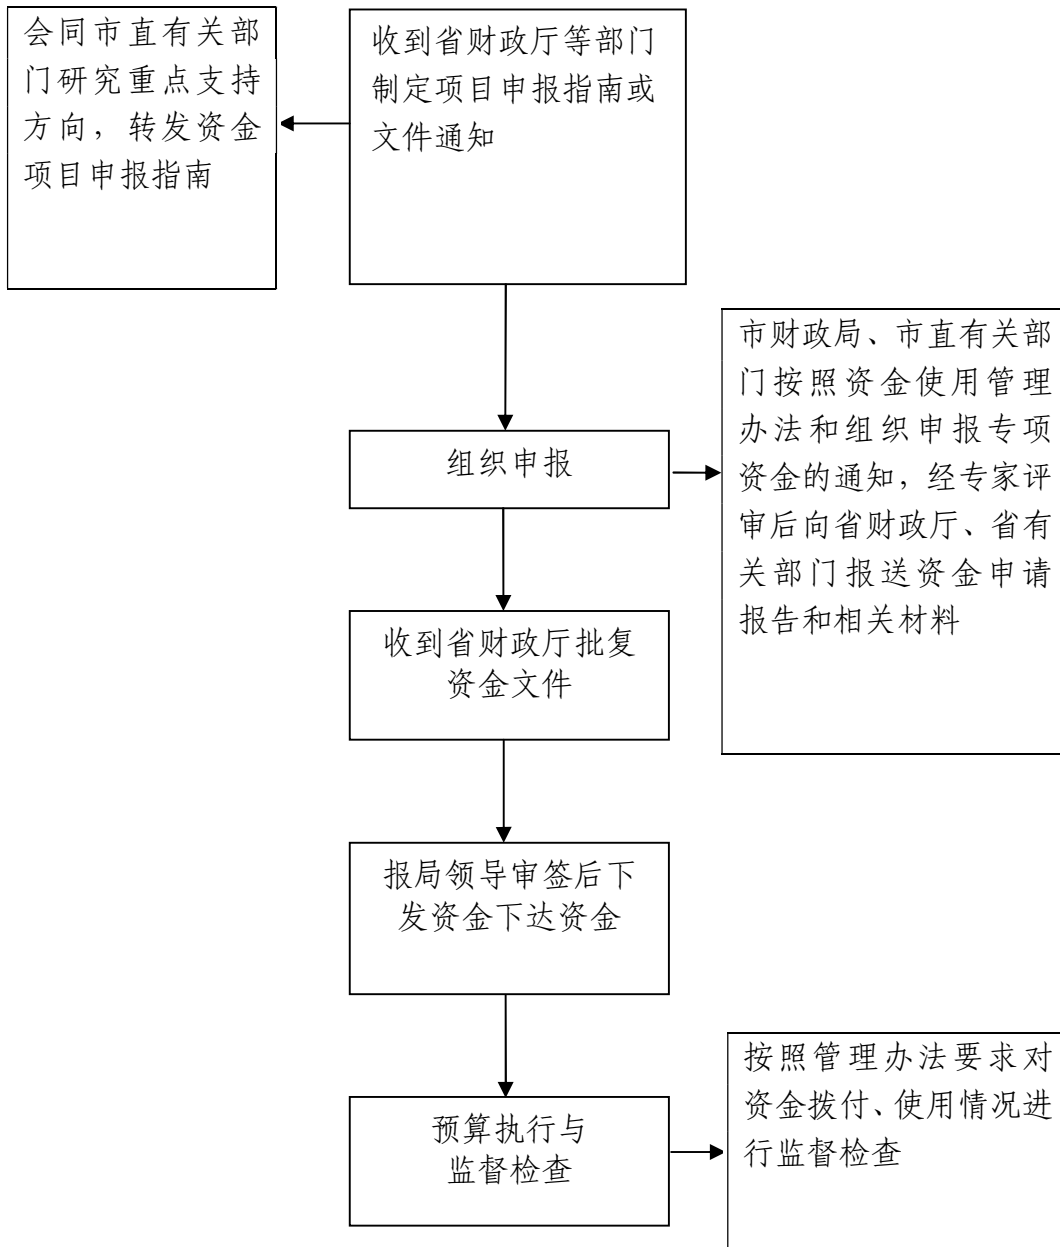 会同市直有关部
门研究重点支持
方向，转发资金
项目申报指南
收到省财政厅等部门
制定项目申报指南或
文件通知
市财政局、市直有关部
门按照资金使用管理
办法和组织申报专项
资金的通知，经专家评
审后向省财政厅、省有
关部门报送资金申请
报告和相关材料
组织申报
收到省财政厅批复
资金文件
报局领导审签后下
发资金下达资金
预算执行与
监督检查
按照管理办法要求对
资金拨付、使用情况进
行监督检查